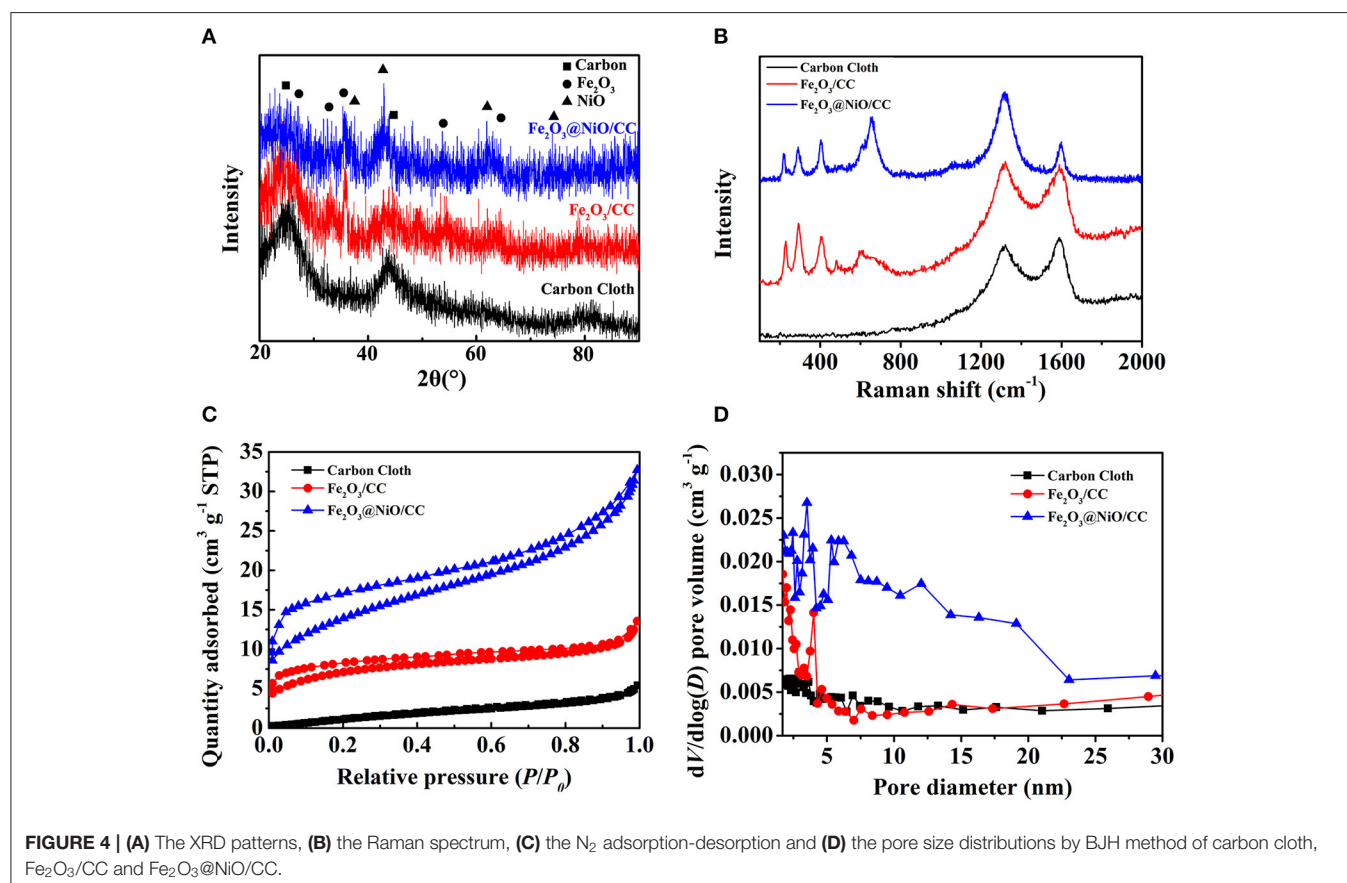 A
Carbon
Fe₂O₃
NiO
Fe₂O₃@NiO/CC
Fe₂O₃/CC
Carbon Cloth
Intensity
20 40 60 80
2θ(°)
B
Carbon Cloth
Fe₂O₃/CC
Fe₂O₃@NiO/CC
Intensity
400 800 1200 1600 2000
Raman shift (cm⁻¹)
C
35
30
25
20
15
10
5
0
Carbon Cloth
Fe₂O₃/CC
Fe₂O₃@NiO/CC
Quantity adsorbed (cm³ g⁻¹ STP)
0.0 0.2 0.4 0.6 0.8 1.0
Relative pressure (P/P₀)
D
0.030
0.025
0.020
0.015
0.010
0.005
0.000
Carbon Cloth
Fe₂O₃/CC
Fe₂O₃@NiO/CC
dV/dlog(D) pore volume (cm³ g⁻¹)
5 10 15 20 25 30
Pore diameter (nm)
FIGURE 4 | (A) The XRD patterns, (B) the Raman spectrum, (C) the N₂ adsorption-desorption and (D) the pore size distributions by BJH method of carbon cloth,
Fe₂O₃/CC and Fe₂O₃@NiO/CC.